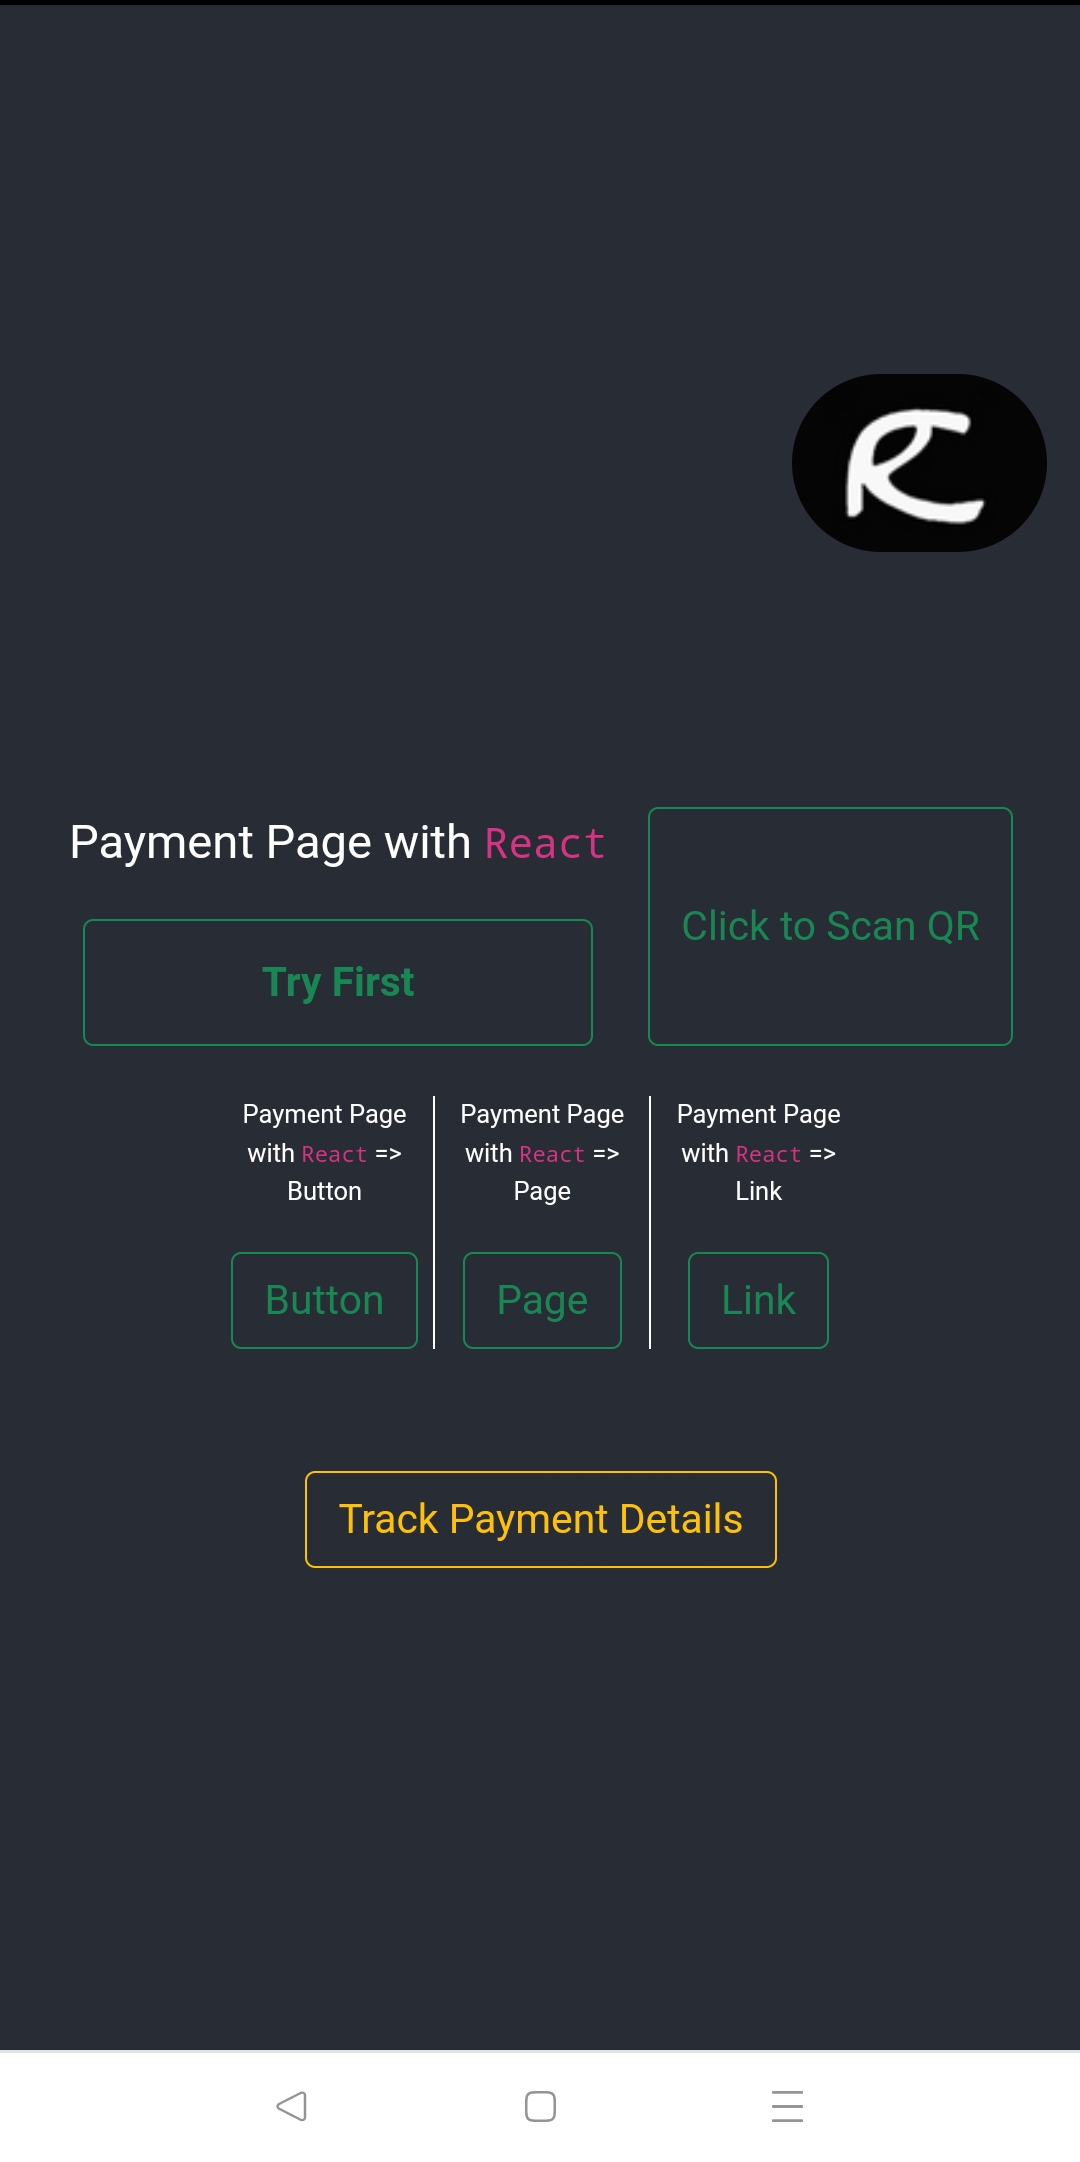 Payment Page with React
Try First
Click to Scan QR
Payment Page
with React =>
Button
Button
Payment Page
with React =>
Page
Page
Payment Page
with React =>
Link
Link
Track Payment Details